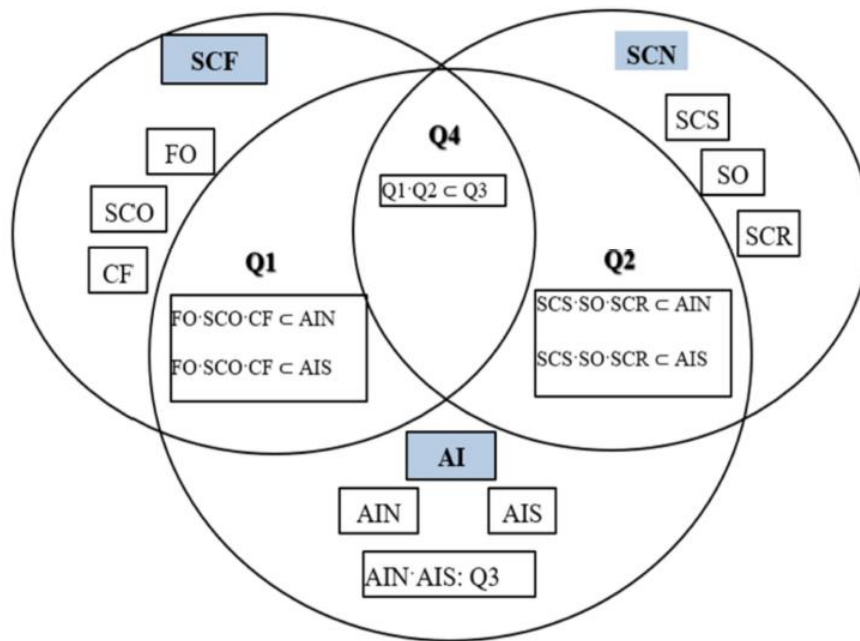 SCF
SCN
SCS
FO
Q4
SO
Q1·Q2 ⊂ Q3
SCO
SCR
CF
Q1
Q2
FO·SCO·CF ⊂ AIN
FO·SCO·CF ⊂ AIS
SCS·SO·SCR ⊂ AIN
SCS·SO·SCR ⊂ AIS
AI
AIN
AIS
AIN·AIS: Q3